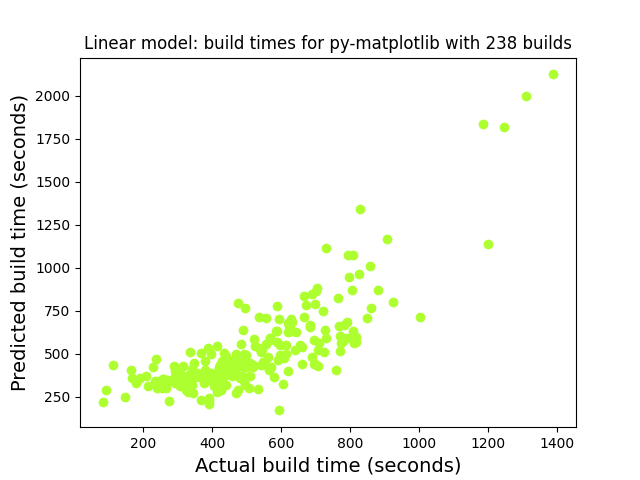 Linear model: build times for py-matplotlib with 238 builds
Predicted build time (seconds)
2000
1750
1500
1250
1000
750
500
250
200 400 600 800 1000 1200 1400
Actual build time (seconds)